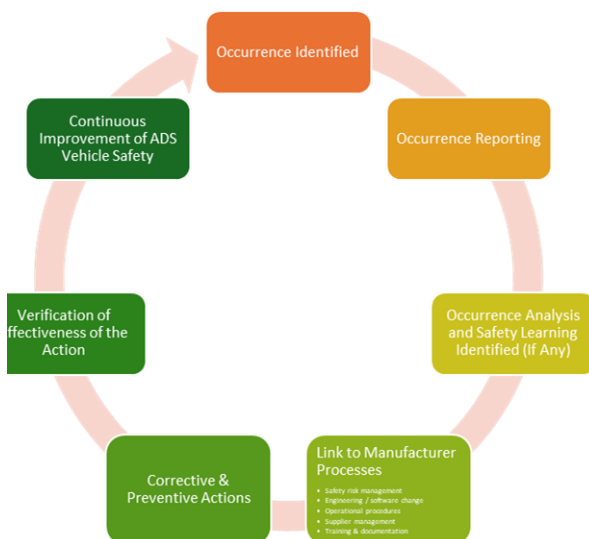 Occurrence Identified
Occurrence Reporting
Occurrence Analysis
and Safety Learning
Identified (If Any)
Link to Manufacturer
Processes
• Safety risk management
• Engineering / software change
• Operational procedures
• Supplier management
• Training & documentation
Corrective &
Preventive Actions
Verification of
ffectiveness of the
Action
Continuous
Improvement of ADS
Vehicle Safety